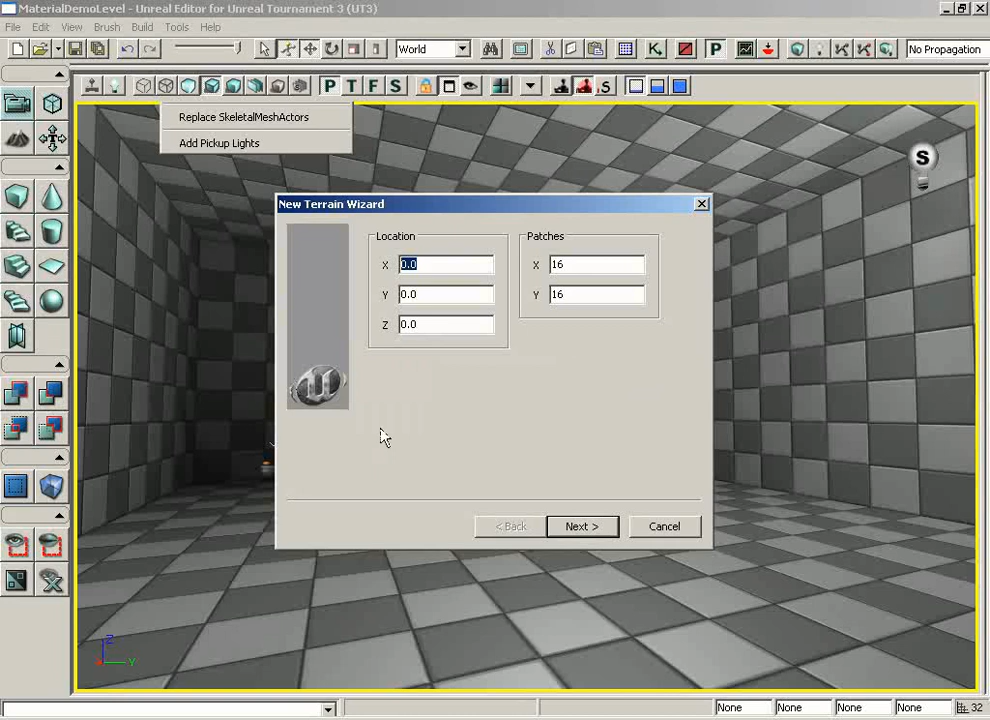 MaterialDemoLevel - Unreal Editor for Unreal Tournament 3 (UT3)
File Edit View Brush Build Tools Help
World
P
No Propagation
P T F S
S
Replace SkeletalMeshActors
Add Pickup Lights
S
New Terrain Wizard
Location
X 0.0
Y 0.0
Z 0.0
Patches
X 16
Y 16
U
< Back
Next >
Cancel
Z
Y
None
None
None
None
32